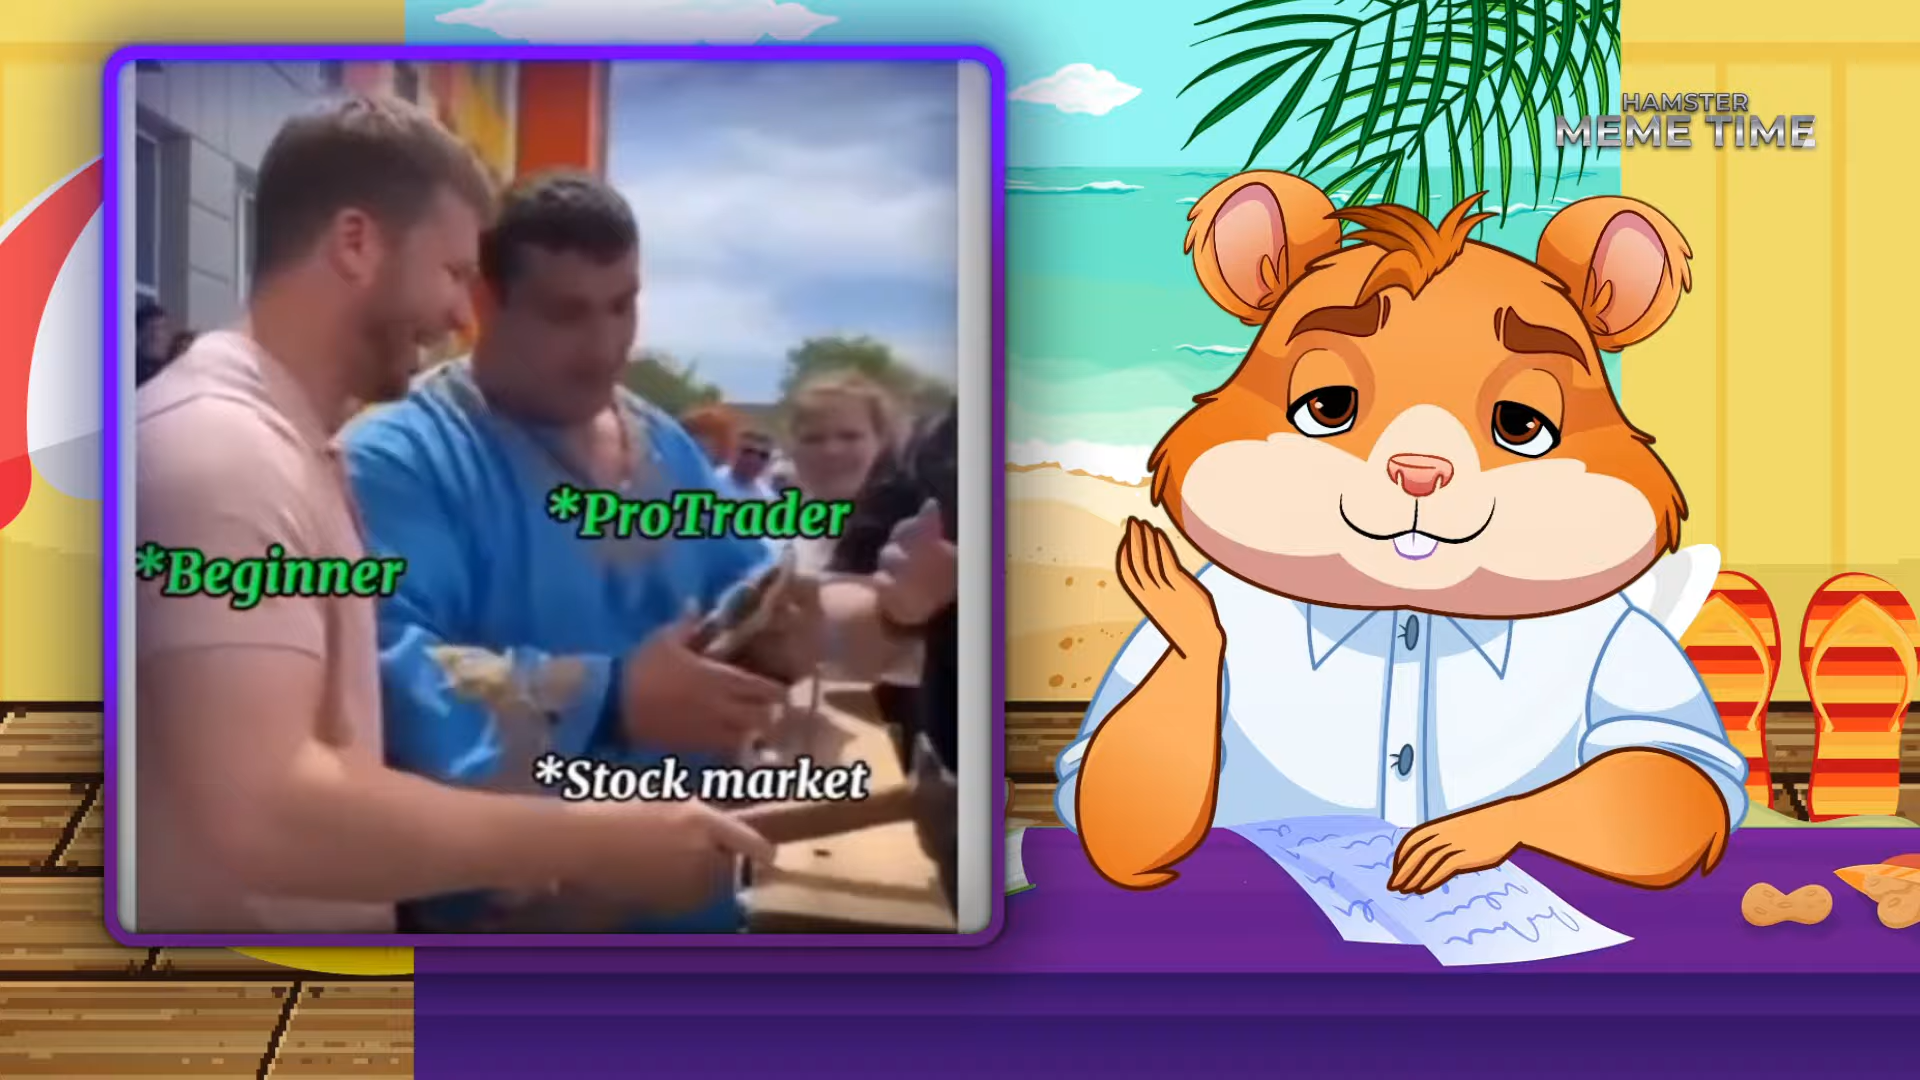 HAMSTER
MEME TIME
*ProTrader
*Beginner
*Stock market